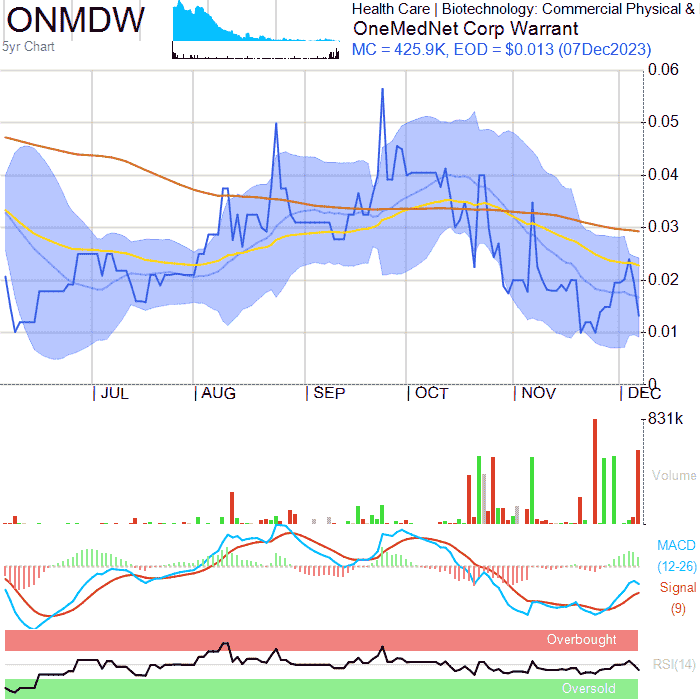 ONMDW
5yr Chart
Health Care | Biotechnology: Commercial Physical &
OneMedNet Corp Warrant
MC = 425.9K, EOD = $0.013 (07Dec2023)
0.06
0.05
0.04
0.03
0.02
0.01
0
JUL AUG SEP OCT NOV DEC
831k
Volume
MACD
(12-26)
Signal
(9)
Overbought
RSI(14)
Oversold